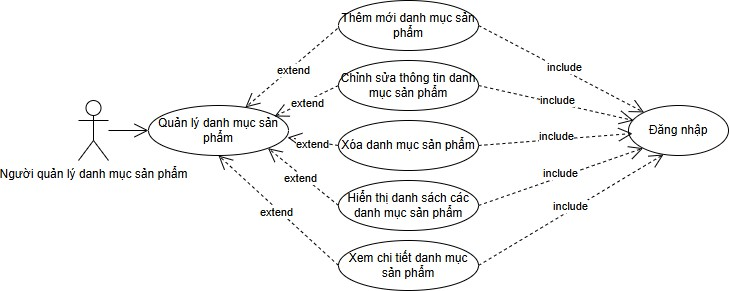 Thêm mới danh mục sản
phẩm
extend
include
Chỉnh sửa thông tin danh
mục sản phẩm
extend
include
Quản lý danh mục sản
phẩm
Đăng nhập
extend
Xóa danh mục sản phẩm
include
Người quản lý danh mục sản phẩm
extend
include
Hiển thị danh sách các
danh mục sản phẩm
extend
include
Xem chi tiết danh mục
sản phẩm